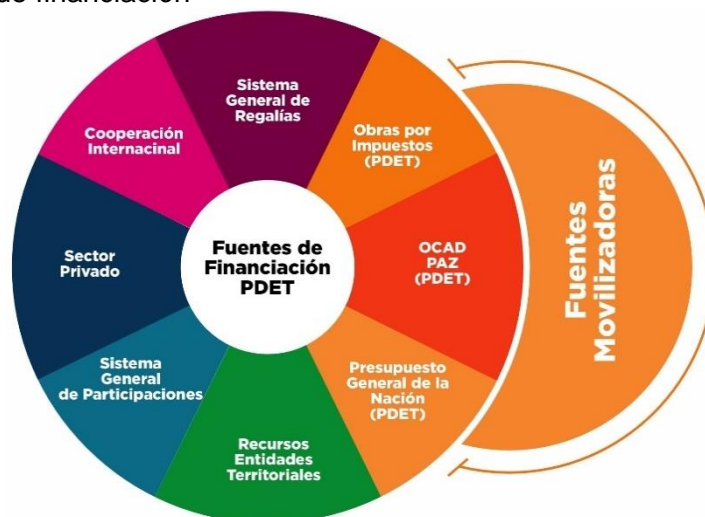 de financiación
Sistema
General de
Regalías
Obras por
Impuestos
(PDET)
OCAD
PAZ
(PDET)
Presupuesto
General de la
Nación
(PDET)
Recursos
Entidades
Territoriales
Sistema
General
de Participaciones
Sector
Privado
Cooperación
Internacinal
Fuentes de
Financiación
PDET
Fuentes
Movilizadoras